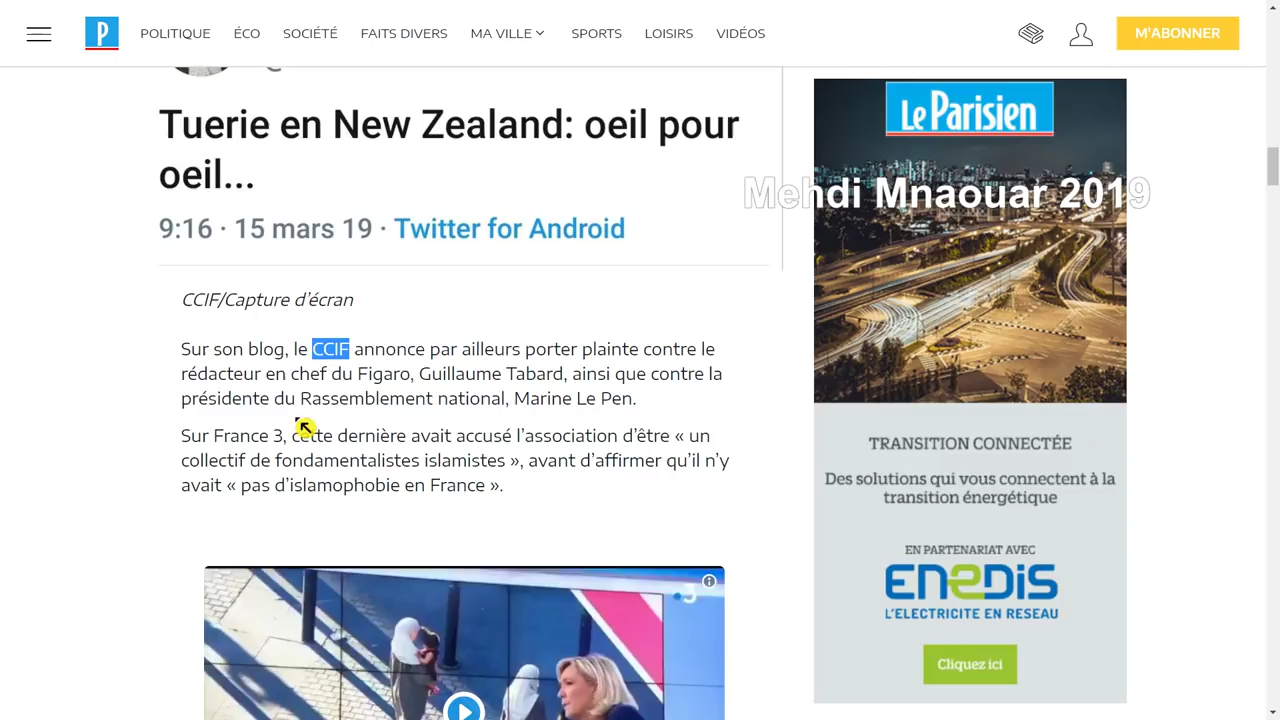 P
POLITIQUE
ÉCO
SOCIÉTÉ
FAITS DIVERS
MA VILLE
SPORTS
LOISIRS
VIDÉOS
M'ABONNER
Tuerie en New Zealand: oeil pour
oeil...
9:16 · 15 mars 19 · Twitter for Android
CCIF/Capture d'écran
Sur son blog, le CCIF annonce par ailleurs porter plainte contre le
rédacteur en chef du Figaro, Guillaume Tabard, ainsi que contre la
présidente du Rassemblement national, Marine Le Pen.
Sur France 3, cette dernière avait accusé l'association d'être « un
collectif de fondamentalistes islamistes », avant d'affirmer qu'il n'y
avait « pas d'islamophobie en France ».
3
Le Parisien
Mehdi Mnaouar 2019
TRANSITION CONNECTÉE
Des solutions qui vous connectent à la
transition énergétique
EN PARTENARIAT AVEC
ENEDIS
L'ELECTRICITE EN RESEAU
Cliquez ici